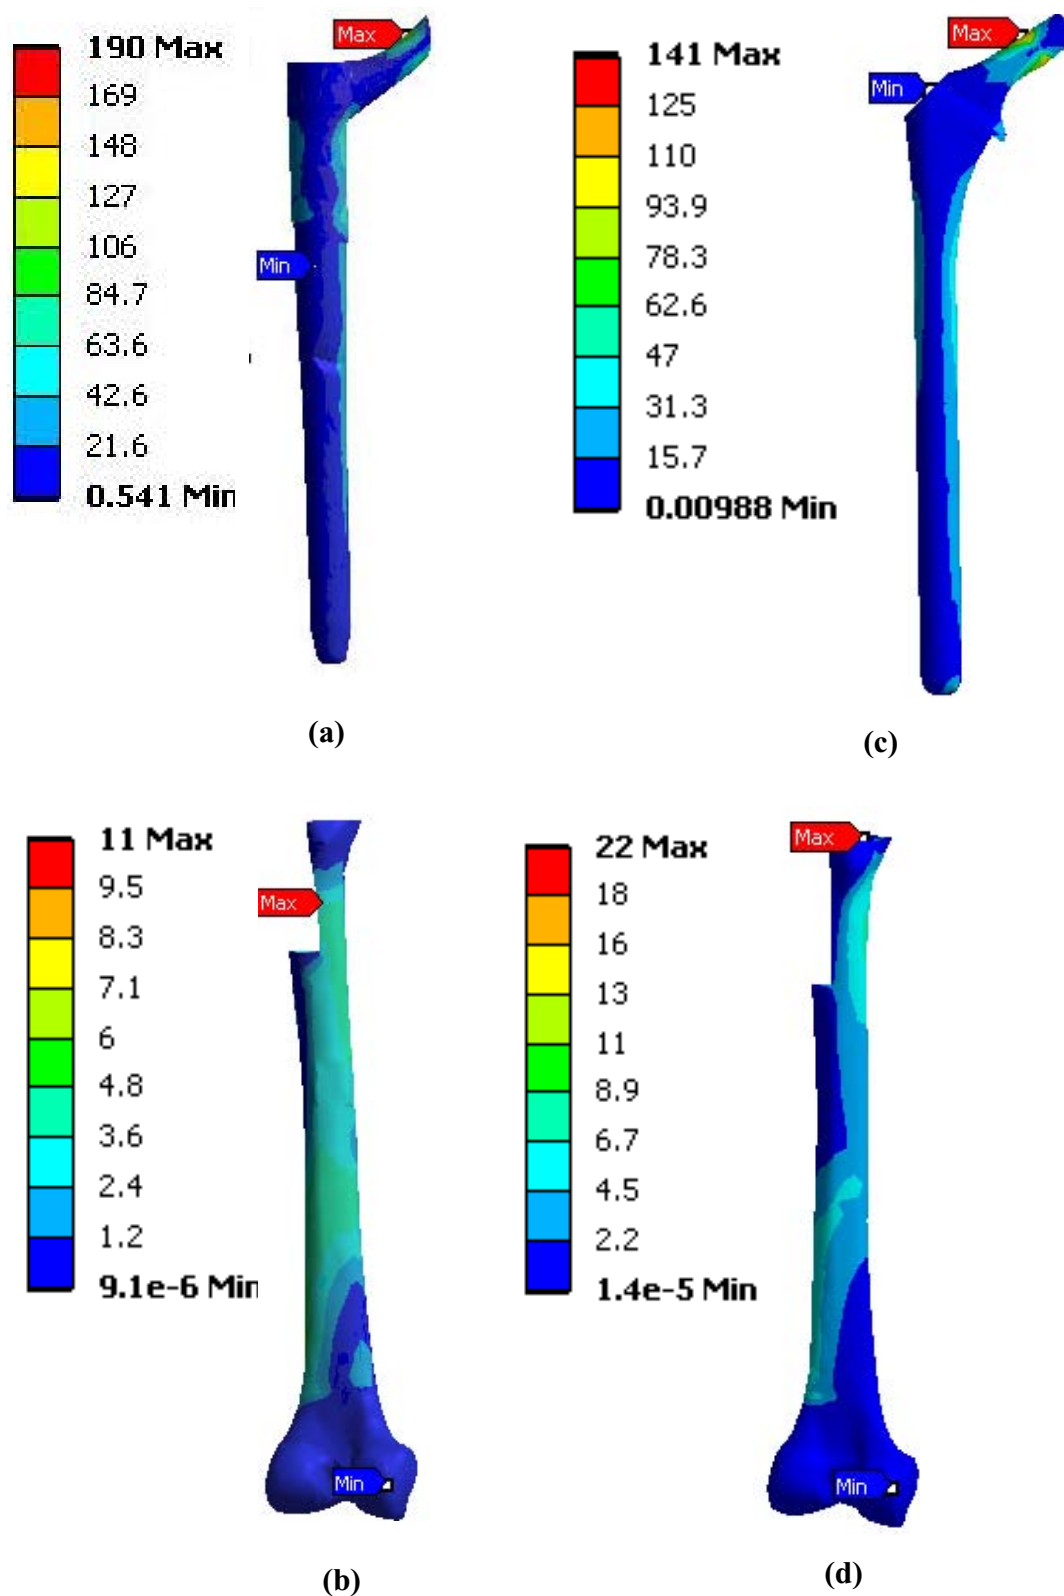 190 Max
169
148
127
106
84.7
63.6
42.6
21.6
0.541 Min
Max
Min
(a)
141 Max
125
110
93.9
78.3
62.6
47
31.3
15.7
0.00988 Min
Max
Min
(c)
11 Max
9.5
8.3
7.1
6
4.8
3.6
2.4
1.2
9.1e-6 Min
Max
Min
(b)
22 Max
18
16
13
11
8.9
6.7
4.5
2.2
1.4e-5 Min
Max
Min
(d)